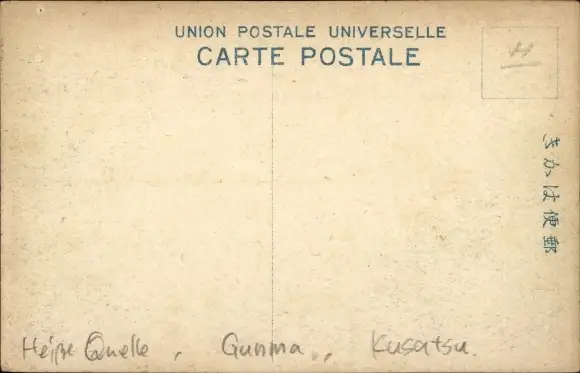 UNION POSTALE UNIVERSELLE
CARTE POSTALE
H
きかは便郵
Heiße Quelle, Gunma, Kusatsu.